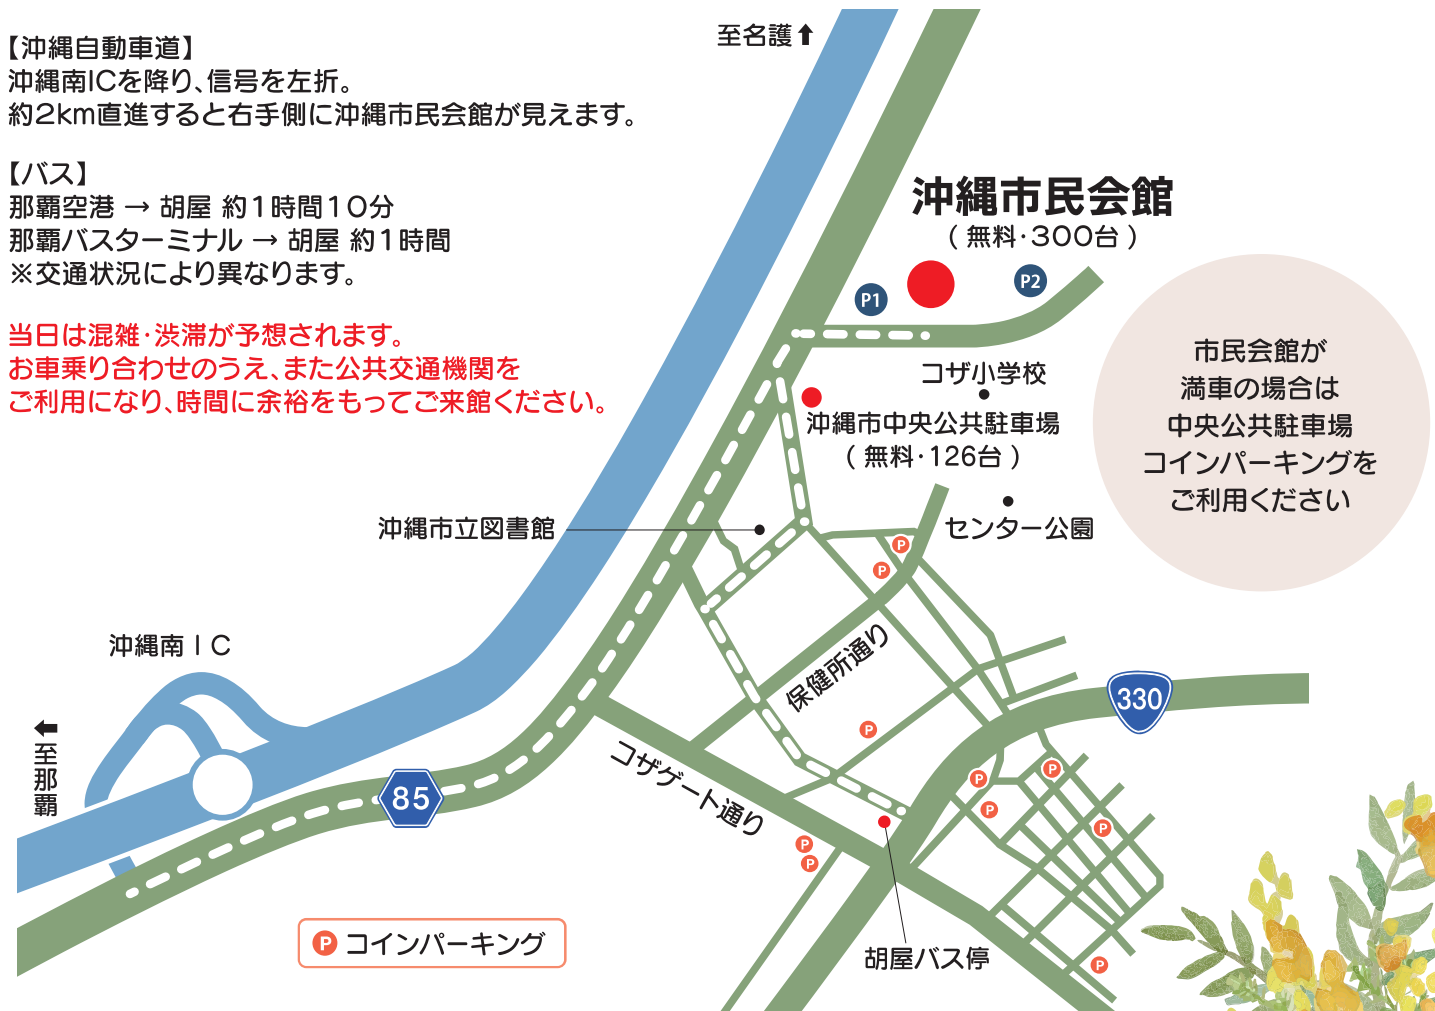 【沖縄自動車道】
沖縄南ICを降り、信号を左折。
約2km直進すると右手側に沖縄市民会館が見えます。
【バス】
那覇空港 → 胡屋 約1時間10分
那覇バスターミナル → 胡屋 約1時間
※交通状況により異なります。
当日は混雑・渋滞が予想されます。
お車乗り合わせのうえ、また公共交通機関を
ご利用になり、時間に余裕をもってご来館ください。
至名護
沖縄市民会館
( 無料・300台 )
P1
P2
コザ小学校
沖縄市中央公共駐車場
( 無料・126台 )
市民会館が
満車の場合は
中央公共駐車場
コインパーキングを
ご利用ください
沖縄市立図書館
センター公園
P
P
沖縄南IC
保健所通り
330
至那覇
85
コザゲート通り
P
P
P
P
P
P
P
P
胡屋バス停
P コインパーキング